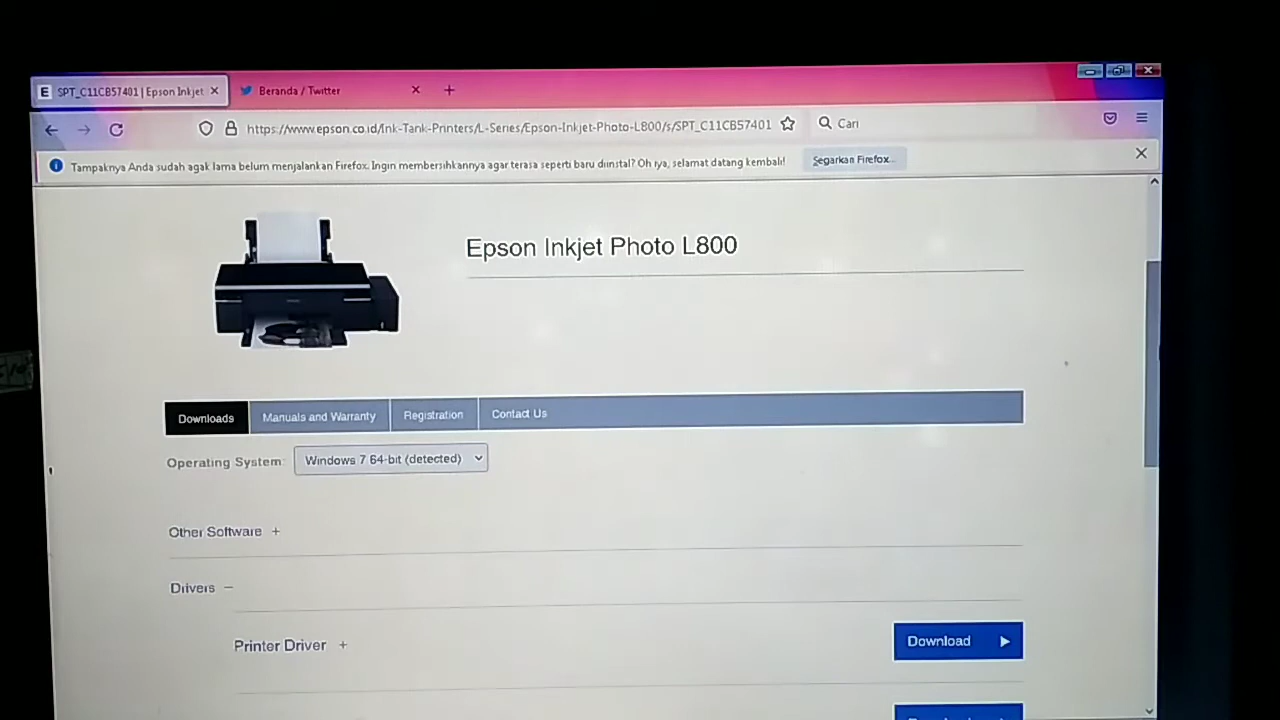 E SPT_C11CB57401 | Epson Inkjet
Beranda / Twitter
https://www.epson.co.id/Ink-Tank-Printers/L-Series/Epson-Inkjet-Photo-L800/s/SPT_C11CB57401
Cari
Tampaknya Anda sudah agak lama belum menjalankan Firefox. Ingin membersihkannya agar terasa seperti baru diinstal? Oh iya, selamat datang kembali!
Segarkan Firefox...
Epson Inkjet Photo L800
Downloads
Manuals and Warranty
Registration
Contact Us
Operating System:
Windows 7 64-bit (detected)
Other Software +
Drivers −
Printer Driver +
Download